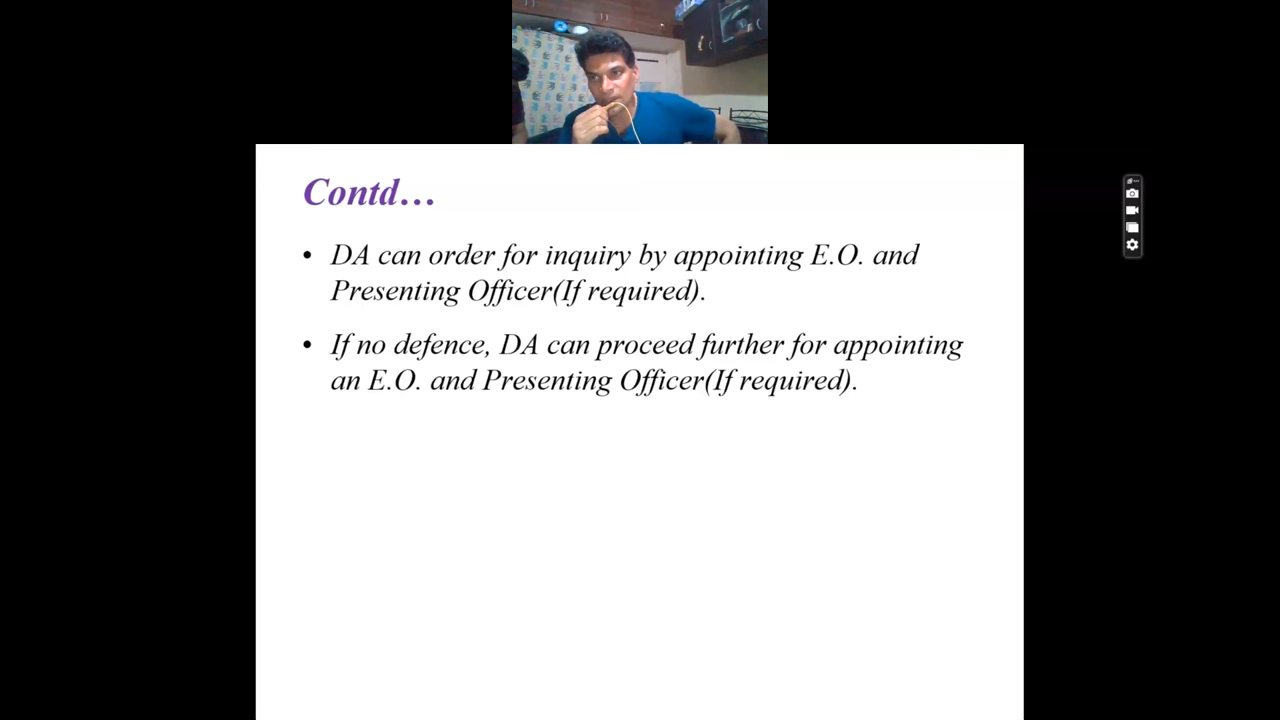 Contd…
• DA can order for inquiry by appointing E.O. and
Presenting Officer(If required).
• If no defence, DA can proceed further for appointing
an E.O. and Presenting Officer(If required).